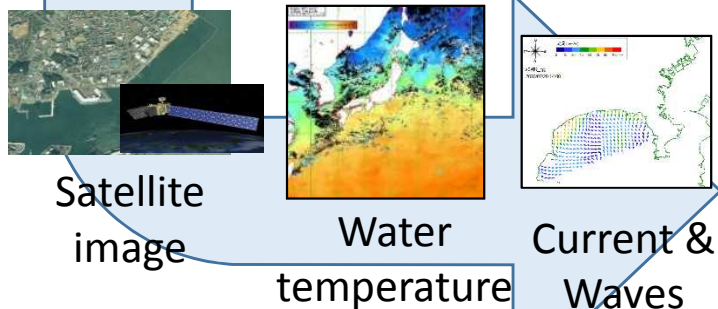 Satellite
image
Water
temperature
Current &
Waves